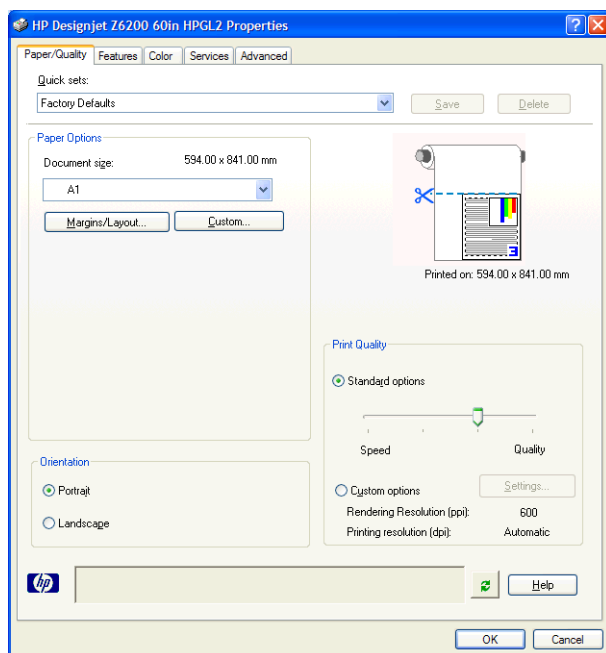 HP Designjet Z6200 60in HPGL2 Properties
Paper/Quality Features Color Services Advanced
Quick sets:
Factory Defaults
Save Delete
Paper Options
Document size: 594.00 x 841.00 mm
A1
Margins/Layout... Custom...
Printed on: 594.00 x 841.00 mm
Print Quality
Standard options
Speed Quality
Custom options Settings...
Rendering Resolution (ppi): 600
Printing resolution (dpi): Automatic
Orientation
Portrait
Landscape
hp
Help
OK Cancel